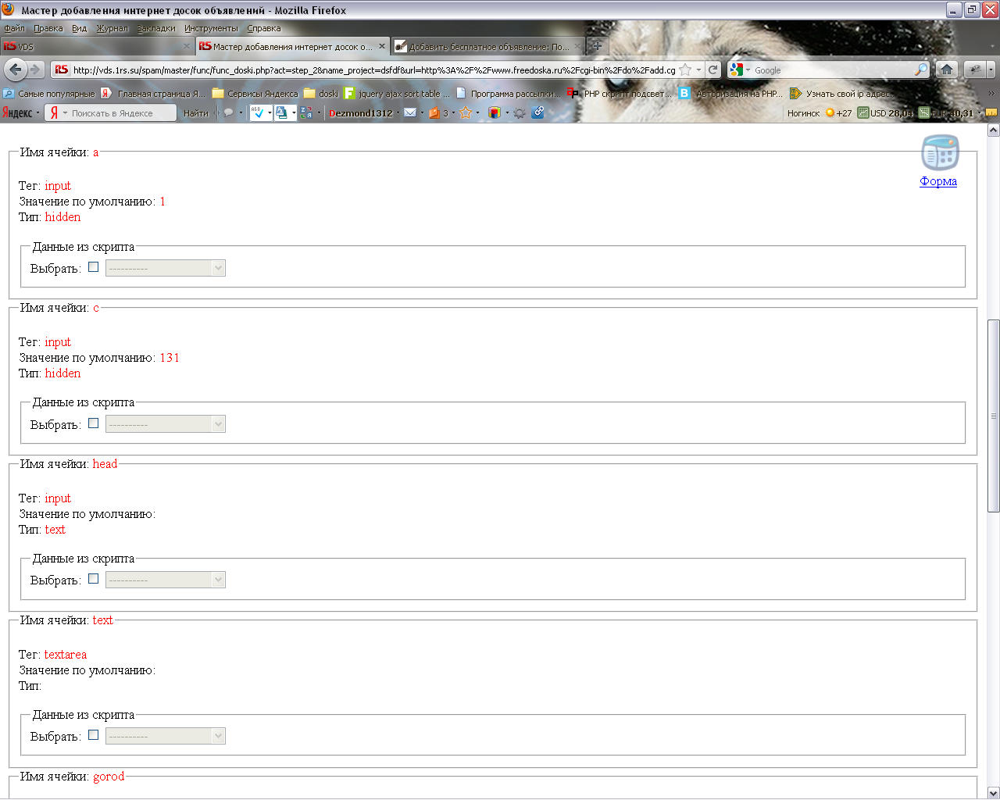 Мастер добавления интернет досок объявлений - Mozilla Firefox
Файл Правка Вид Журнал Закладки Инструменты Справка
RS VDS RS Мастер добавления интернет досок о... Добавить бесплатное объявление: По...
RS http://vds.1rs.su/spam/master/func/func_doski.php?act=step_2&name_project=dsfdf&url=http%3A%2F%2Fwww.freedoska.ru%2Fcgi-bin%2Fdo%2Fadd.cg Google
Самые популярные Главная страница Я... Сервисы Яндекса doski jquery ajax sort table ... Программа рассылки... PHP скрипт подсвет... Авторизация на PHP... Узнать свой ip адрес...
Яндекс Я Поискать в Яндексе Найти Dezmond1312 3 Ногинск +27 USD 28,04 40,31
Имя ячейки: a
Форма
Тег: input
Значение по умолчанию: 1
Тип: hidden
Данные из скрипта
Выбрать: ----------
Имя ячейки: c
Тег: input
Значение по умолчанию: 131
Тип: hidden
Данные из скрипта
Выбрать: ----------
Имя ячейки: head
Тег: input
Значение по умолчанию:
Тип: text
Данные из скрипта
Выбрать: ----------
Имя ячейки: text
Тег: textarea
Значение по умолчанию:
Тип:
Данные из скрипта
Выбрать: ----------
Имя ячейки: gorod